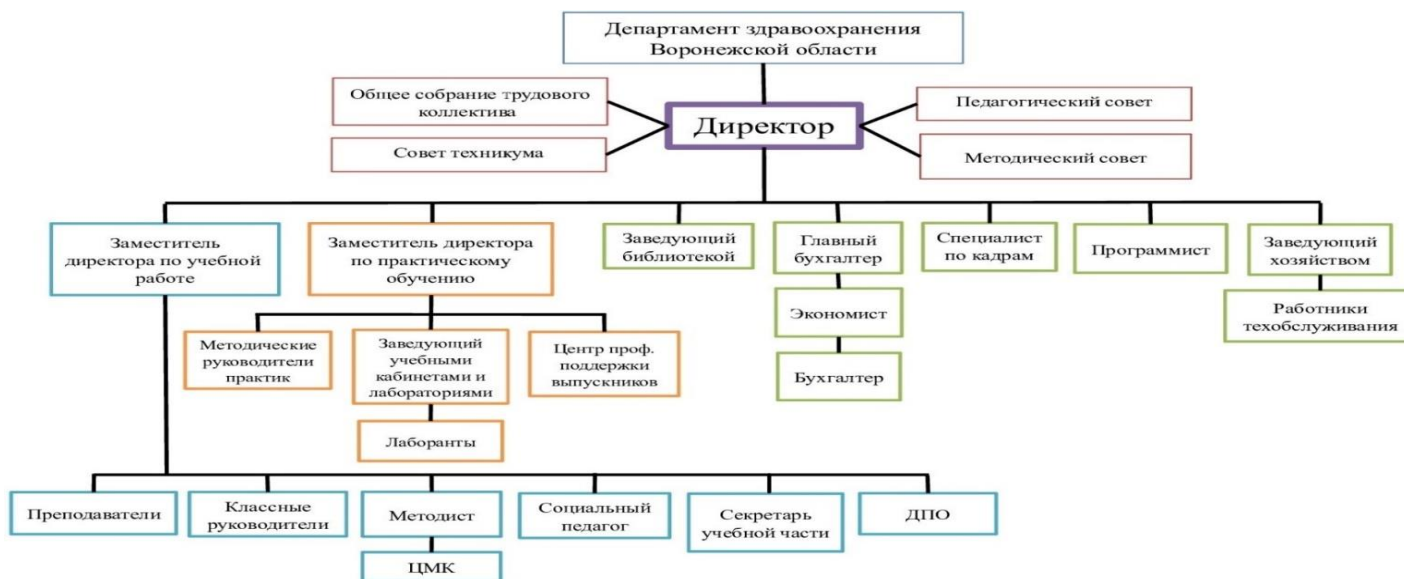 Департамент здравоохранения
Воронежской области
Общее собрание трудового
коллектива
Совет техникума
Директор
Педагогический совет
Методический совет
Заместитель
директора по учебной
работе
Заместитель директора
по практическому
обучению
Заведующий
библиотекой
Главный
бухгалтер
Специалист
по кадрам
Программист
Заведующий
хозяйством
Экономист
Бухгалтер
Работники
техобслуживания
Методические
руководители
практик
Заведующий
учебными
кабинетами и
лабораториями
Центр проф.
поддержки
выпускников
Лаборанты
Преподаватели
Классные
руководители
Методист
Социальный
педагог
Секретарь
учебной части
ДПО
ЦМК